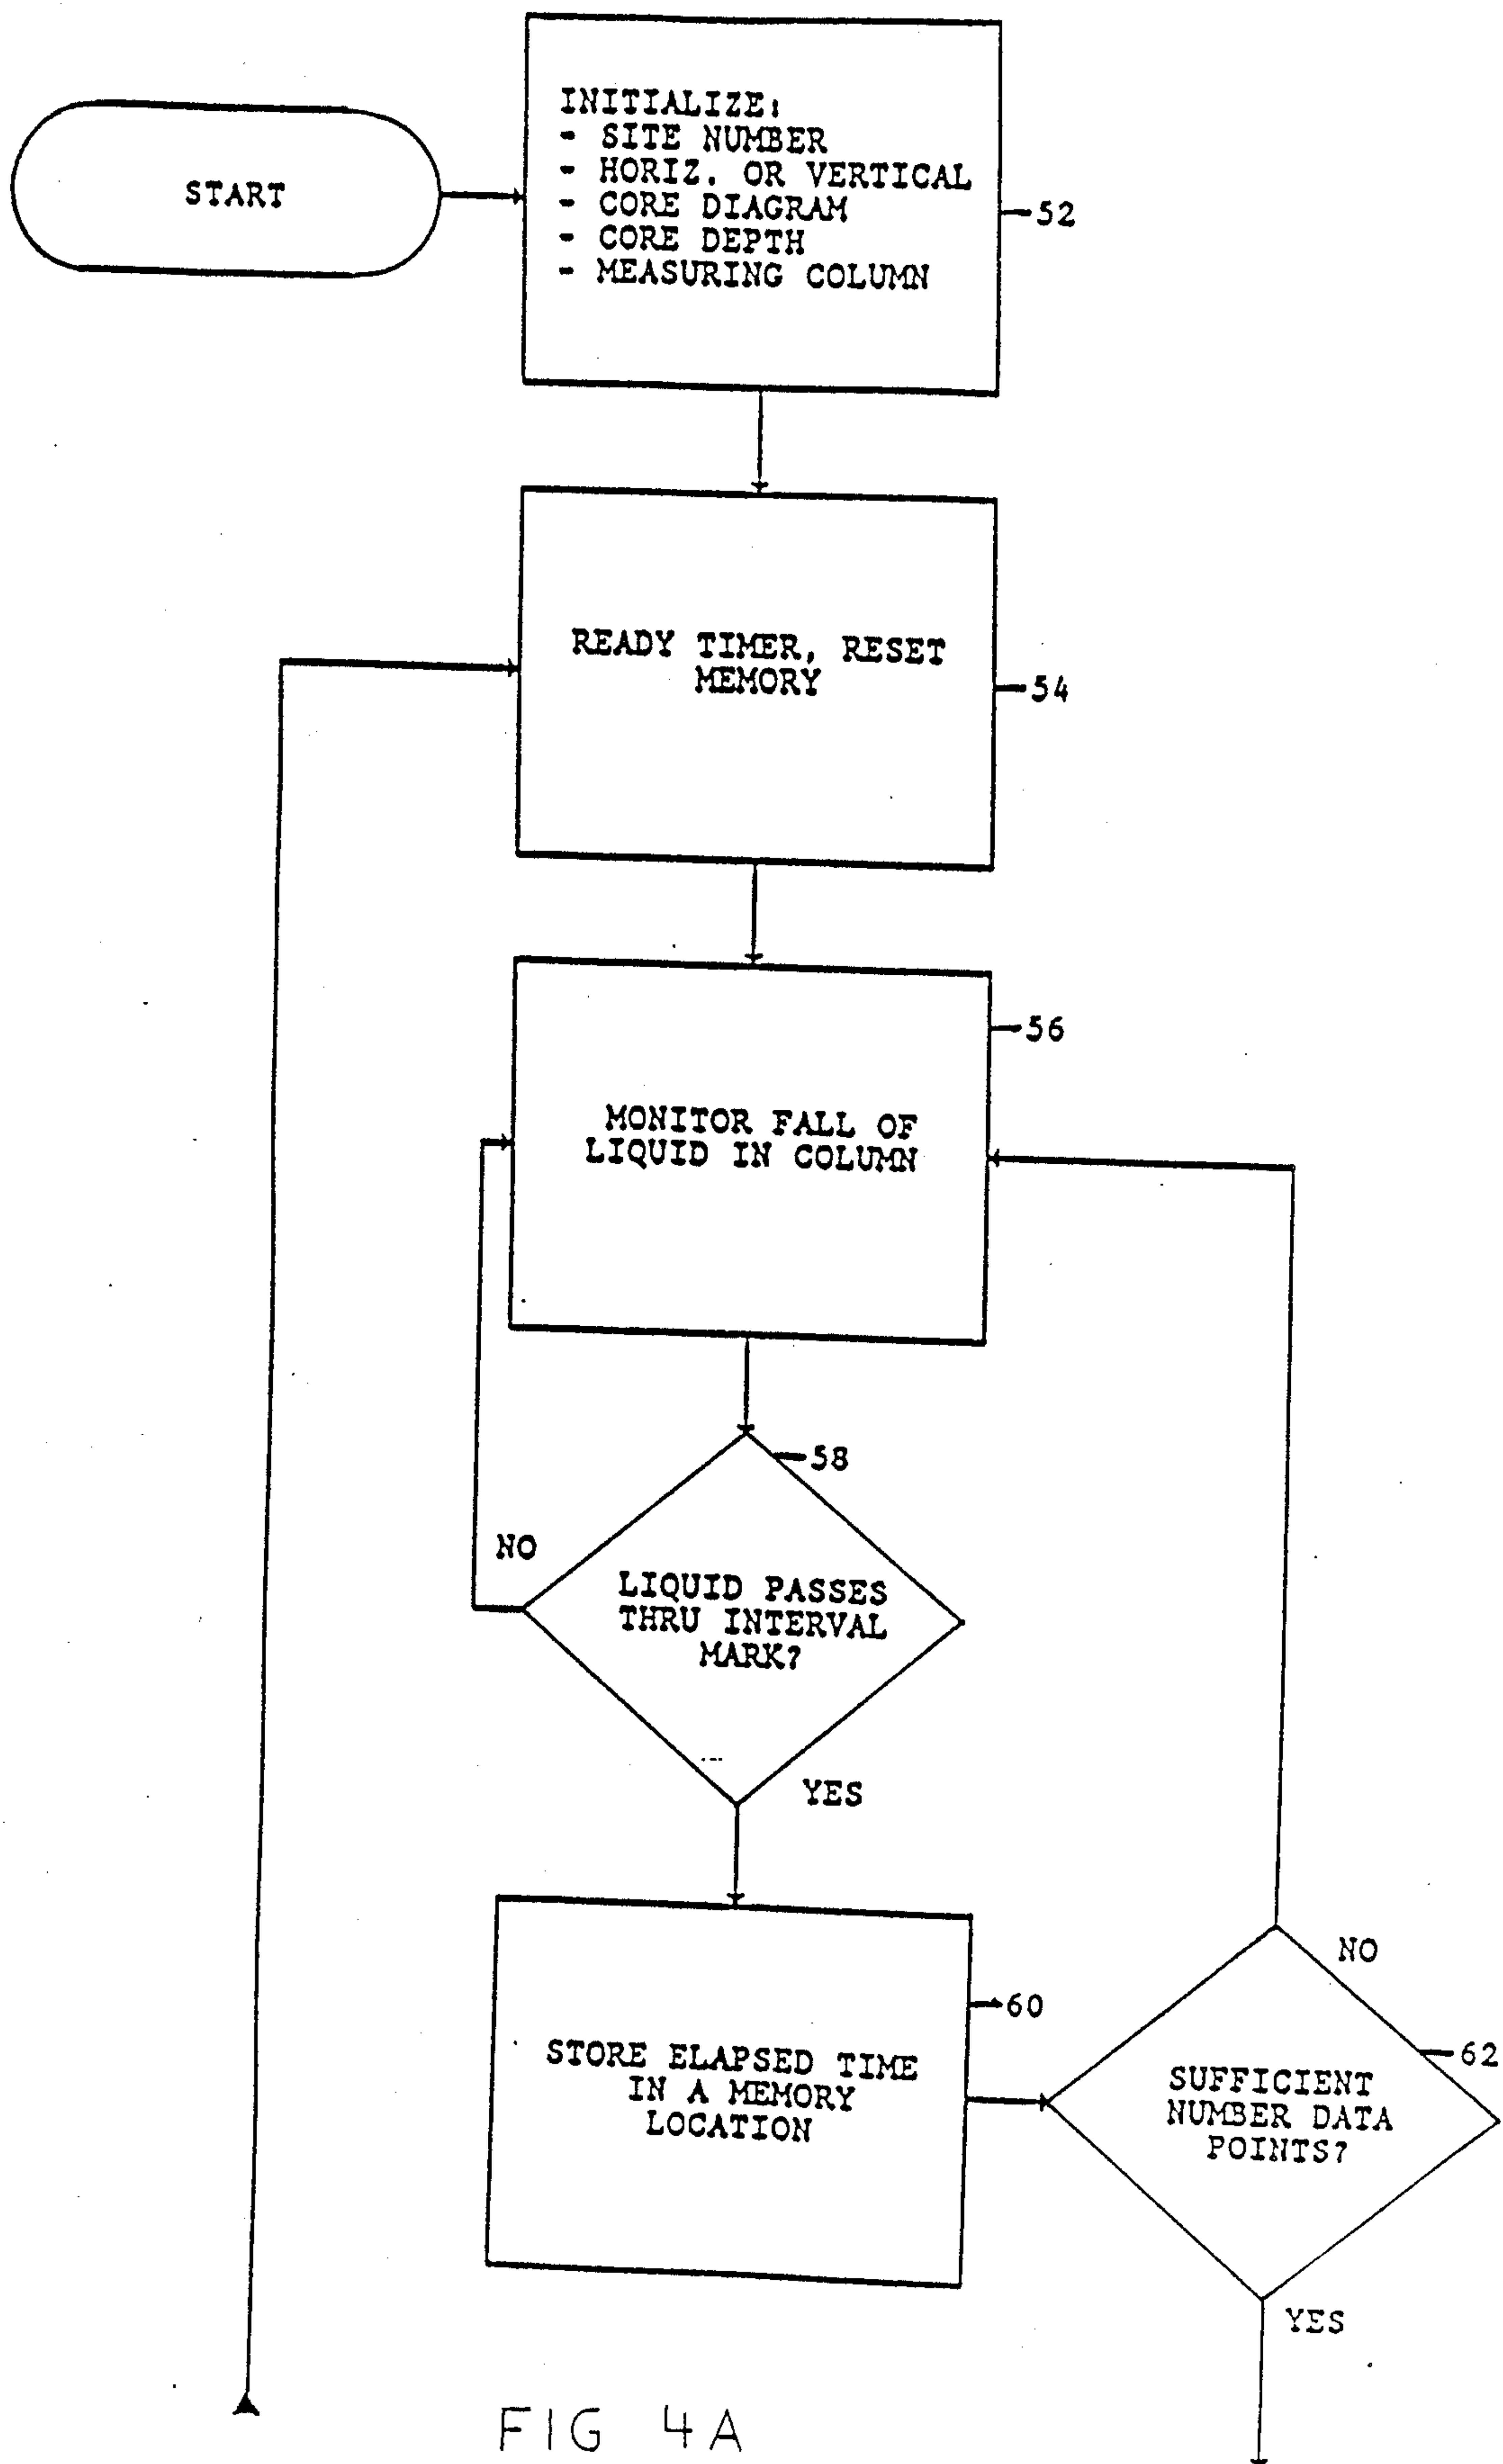 INITIALIZE:
- SITE NUMBER
- HORIZ. OR VERTICAL
- CORE DIAGRAM
- CORE DEPTH
- MEASURING COLUMN
START
52
READY TIMER, RESET
MEMORY
54
56
MONITOR FALL OF
LIQUID IN COLUMN
58
NO
LIQUID PASSES
THRU INTERVAL
MARK?
YES
60
STORE ELAPSED TIME
IN A MEMORY
LOCATION
NO
62
SUFFICIENT
NUMBER DATA
POINTS?
YES
FIG 4A